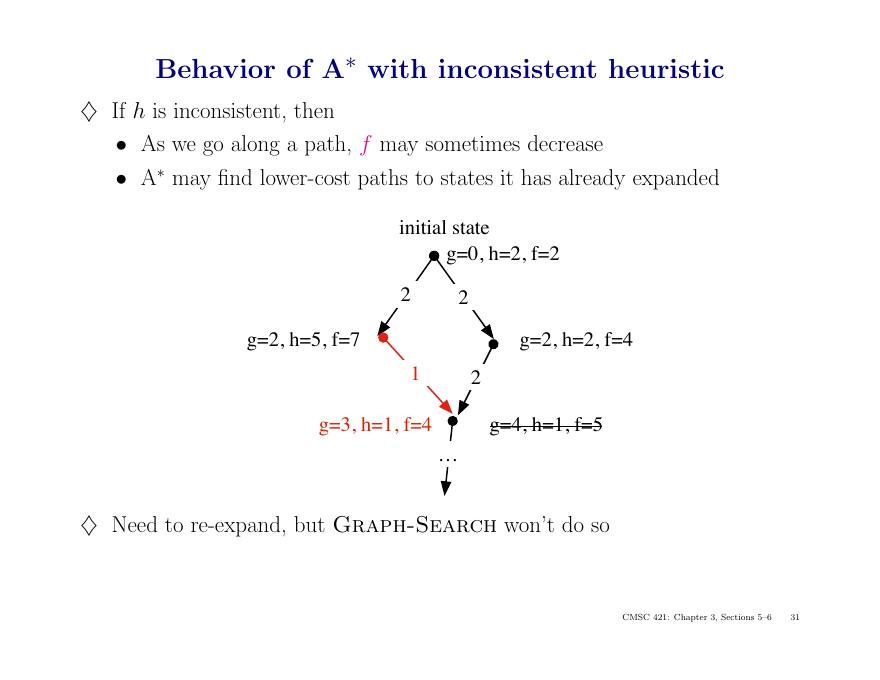 Behavior of A* with inconsistent heuristic
♢ If h is inconsistent, then
• As we go along a path, f may sometimes decrease
• A* may find lower-cost paths to states it has already expanded
initial state
g=0, h=2, f=2
2 2
g=2, h=5, f=7 g=2, h=2, f=4
1 2
g=3, h=1, f=4 g=4, h=1, f=5
...
♢ Need to re-expand, but GRAPH-SEARCH won't do so
CMSC 421: Chapter 3, Sections 5–6 31